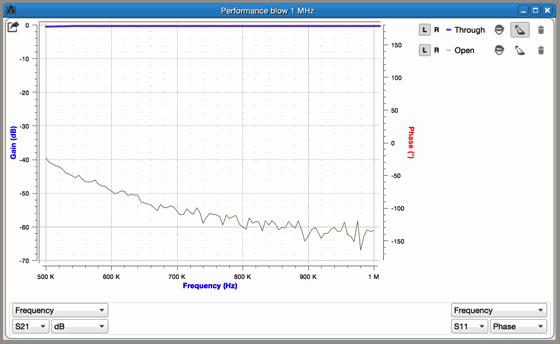 Performance blow 1 MHz
0
-10
-20
-30
-40
-50
-60
-70
Gain (dB)
150
100
50
0
-50
-100
-150
Phase (°)
500 K 600 K 700 K 800 K 900 K 1 M
Frequency (Hz)
L R Through
L R Open
Frequency
S21 dB
Frequency
S11 Phase